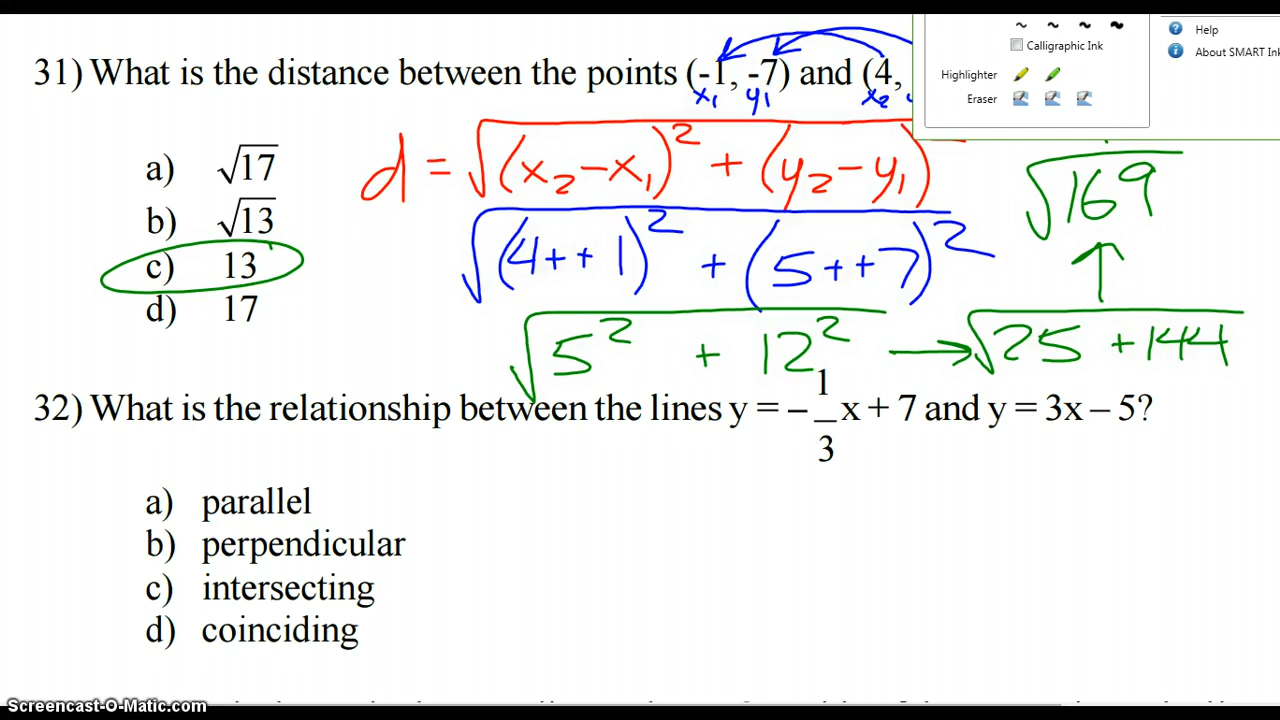 Calligraphic Ink
Highlighter
Eraser
Help
About SMART Ink
31) What is the distance between the points (-1, -7) and (4,
x₁ y₁ x₂
a) √17
b) √13
c) 13
d) 17
d = √(x₂-x₁)² + (y₂-y₁)
√(4++1)² + (5++7)²
√5² + 12² → √25 + 144
↑
√169
32) What is the relationship between the lines y = -1/3x + 7 and y = 3x – 5?
a) parallel
b) perpendicular
c) intersecting
d) coinciding
Screencast-O-Matic.com